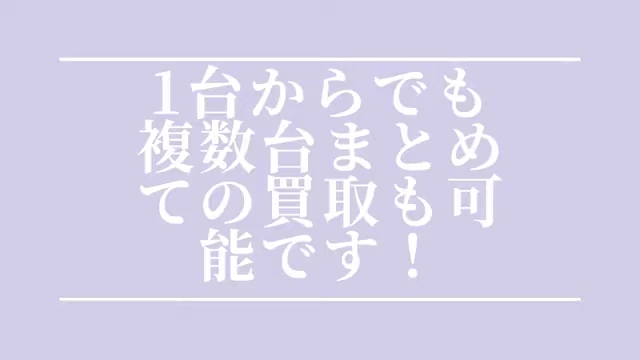 1台からでも
複数台まとめ
ての買取も可
能です！